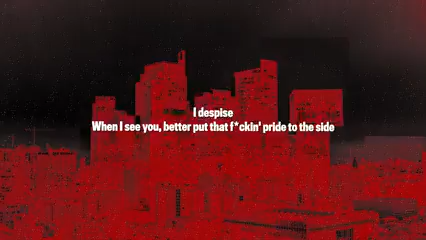 I despise
When I see you, better put that f*ckin' pride to the side